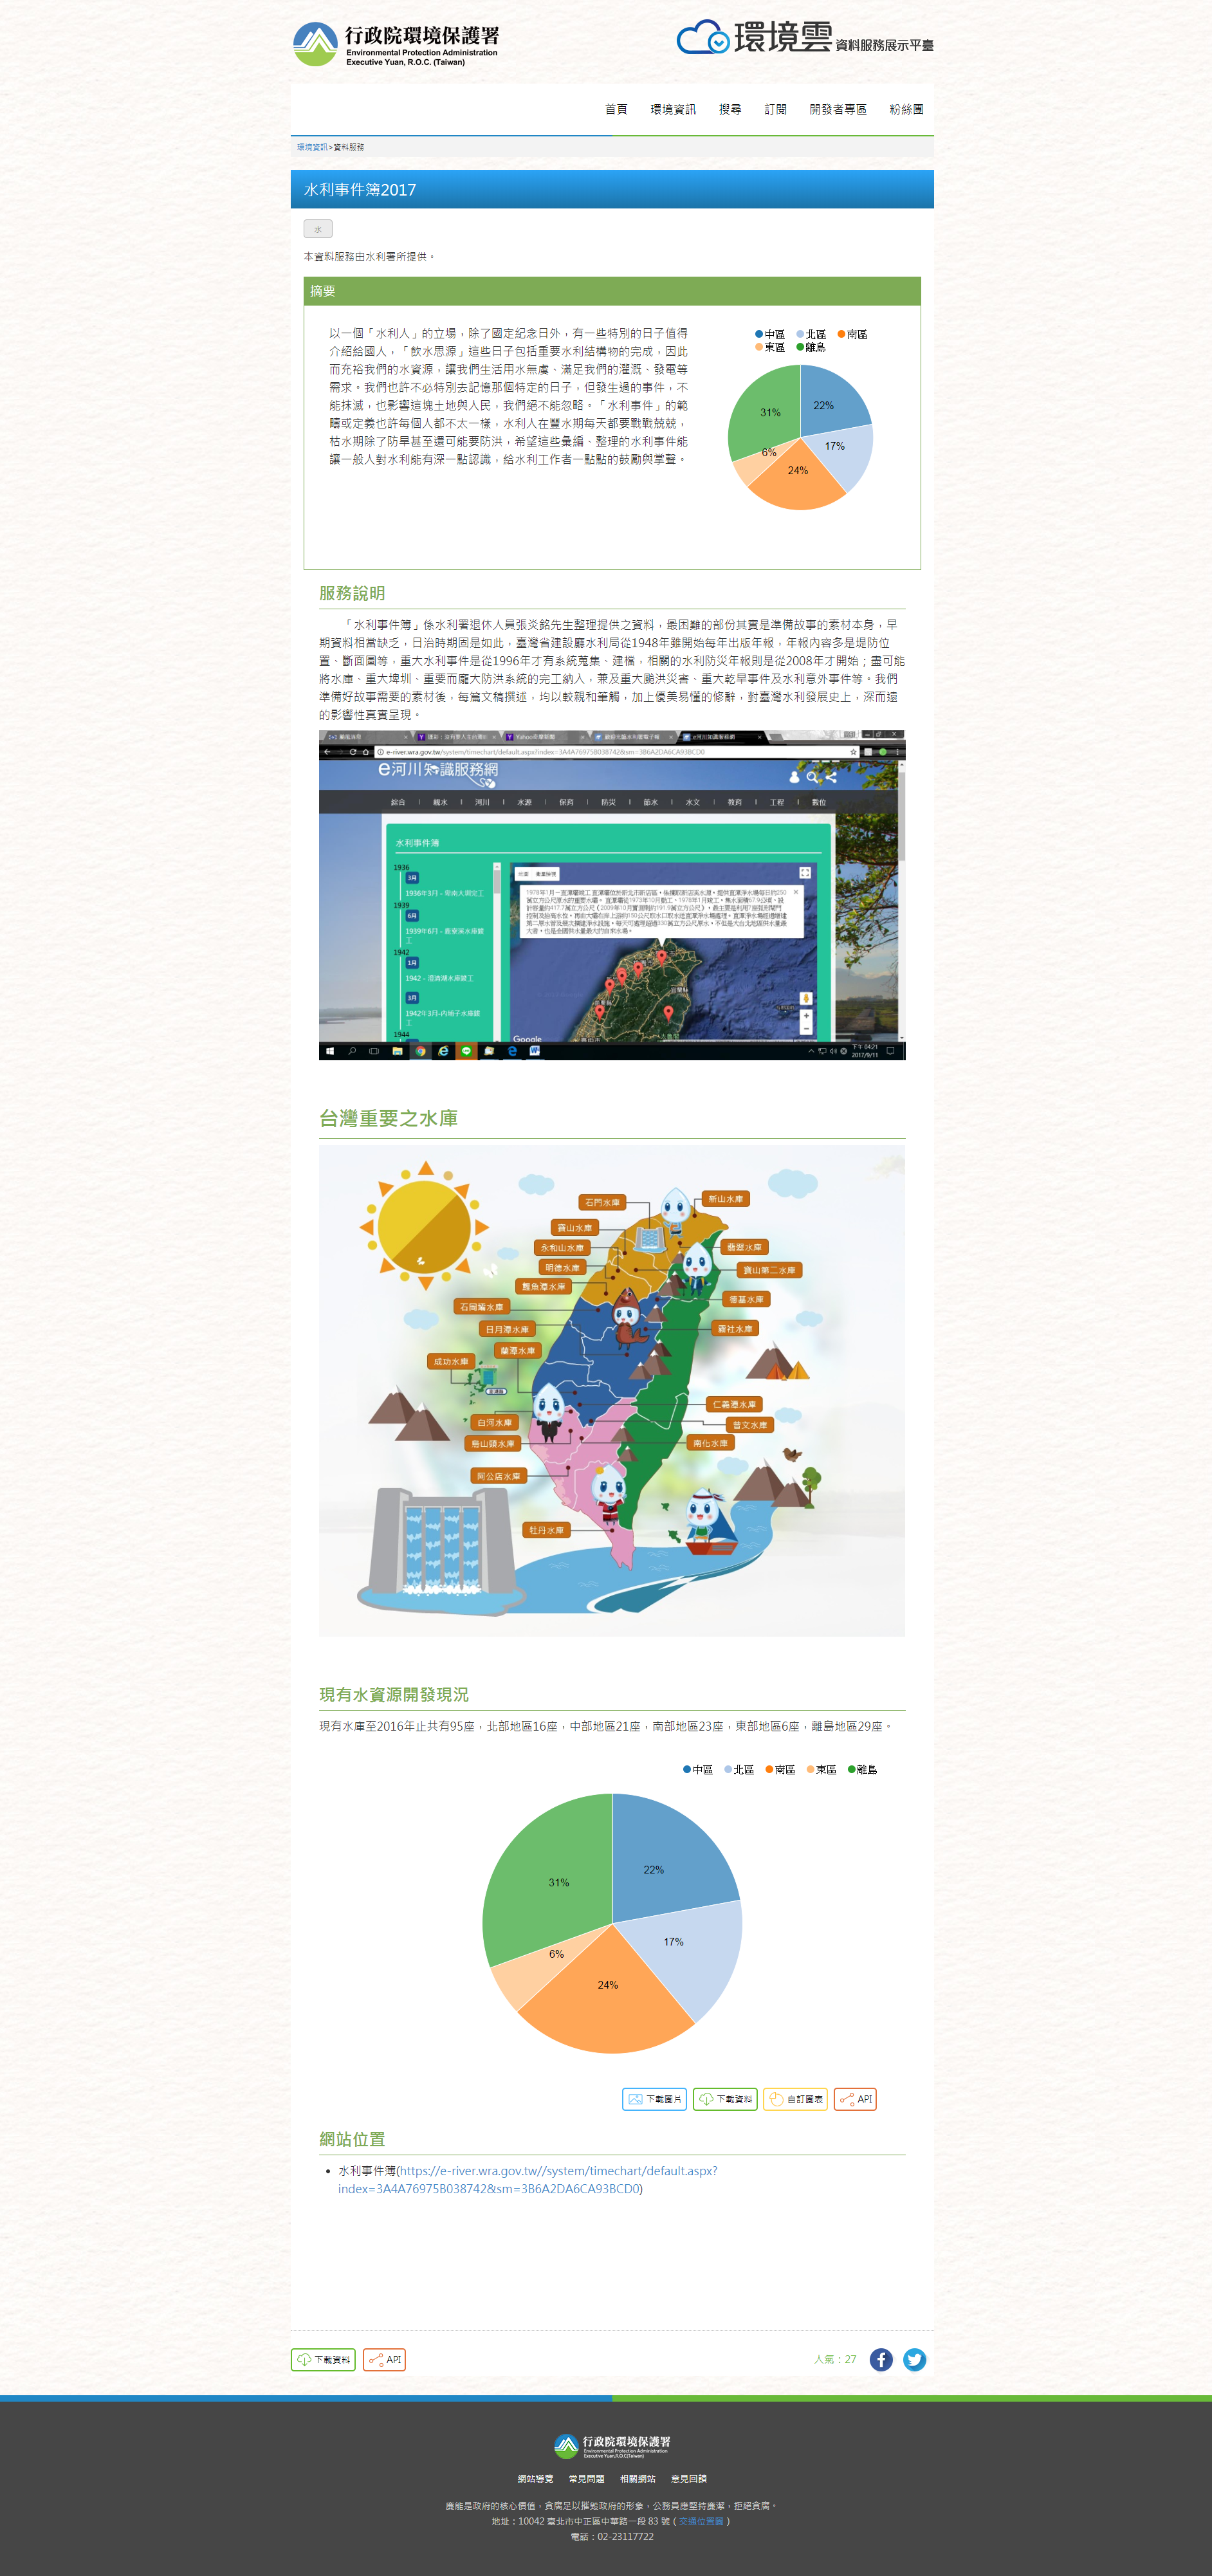 行政院環境保護署
Environmental Protection Administration
Executive Yuan, R.O.C. (Taiwan)
環境雲 資料服務展示平臺
首頁 環境資訊 搜尋 訂閱 開發者專區 粉絲團
環境資訊>資料服務
水利事件簿2017
水
本資料服務由水利署所提供。
摘要
以一個「水利人」的立場，除了國定紀念日外，有一些特別的日子值得
介紹給國人，「飲水思源」這些日子包括重要水利結構物的完成，因此
而充裕我們的水資源，讓我們生活用水無虞、滿足我們的灌溉、發電等
需求。我們也許不必特別去記憶那個特定的日子，但發生過的事件，不
能抹滅，也影響這塊土地與人民，我們絕不能忽略。「水利事件」的範
疇或定義也許每個人都不太一樣，水利人在豐水期每天都要戰戰兢兢，
枯水期除了防旱甚至還可能要防洪，希望這些彙編、整理的水利事件能
讓一般人對水利能有深一點認識，給水利工作者一點點的鼓勵與掌聲。
中區 北區 南區
東區 離島
31% 22%
6% 17%
24%
服務說明
「水利事件簿」係水利署退休人員張炎銘先生整理提供之資料，最困難的部份其實是準備故事的素材本身，早
期資料相當缺乏，日治時期固是如此，臺灣省建設廳水利局從1948年雖開始每年出版年報，年報內容多是堤防位
置、斷面圖等，重大水利事件是從1996年才有系統蒐集、建檔，相關的水利防災年報則是從2008年才開始；盡可能
將水庫、重大埤圳、重要而龐大防洪系統的完工納入，兼及重大颱洪災害、重大乾旱事件及水利意外事件等。我們
準備好故事需要的素材後，每篇文稿撰述，均以較親和筆觸，加上優美易懂的修辭，對臺灣水利發展史上，深而遠
的影響性真實呈現。
e-river.wra.gov.tw/system/timechart/default.aspx?index=3A4A76975B038742&sm=3B6A2DA6CA93BCD0
e河川知識服務網
綜合 親水 河川 水源 保育 防災 節水 水文 教育 工程 數位
水利事件簿
1936
3月
1939
6月
1942
1月
3月
1944
Google
下午 04:21
2017/9/11
台灣重要之水庫
石門水庫
新山水庫
寶山水庫
永和山水庫
翡翠水庫
明德水庫
寶山第二水庫
鯉魚潭水庫
德基水庫
石岡壩水庫
日月潭水庫
霧社水庫
蘭潭水庫
成功水庫
仁義潭水庫
白河水庫
曾文水庫
烏山頭水庫
南化水庫
阿公店水庫
牡丹水庫
現有水資源開發現況
現有水庫至2016年止共有95座，北部地區16座，中部地區21座，南部地區23座，東部地區6座，離島地區29座。
中區 北區 南區 東區 離島
22%
31%
17%
6%
24%
下載圖片 下載資料 自訂圖表 API
網站位置
水利事件簿(https://e-river.wra.gov.tw//system/timechart/default.aspx?
index=3A4A76975B038742&sm=3B6A2DA6CA93BCD0)
下載資料 API 人氣：27
行政院環境保護署
Environmental Protection Administration
Executive Yuan,R.O.C(Taiwan)
網站導覽 常見問題 相關網站 意見回饋
廉能是政府的核心價值，貪腐足以摧毀政府的形象，公務員應堅持廉潔，拒絕貪腐。
地址：10042 臺北市中正區中華路一段 83 號（交通位置圖）
電話：02-23117722